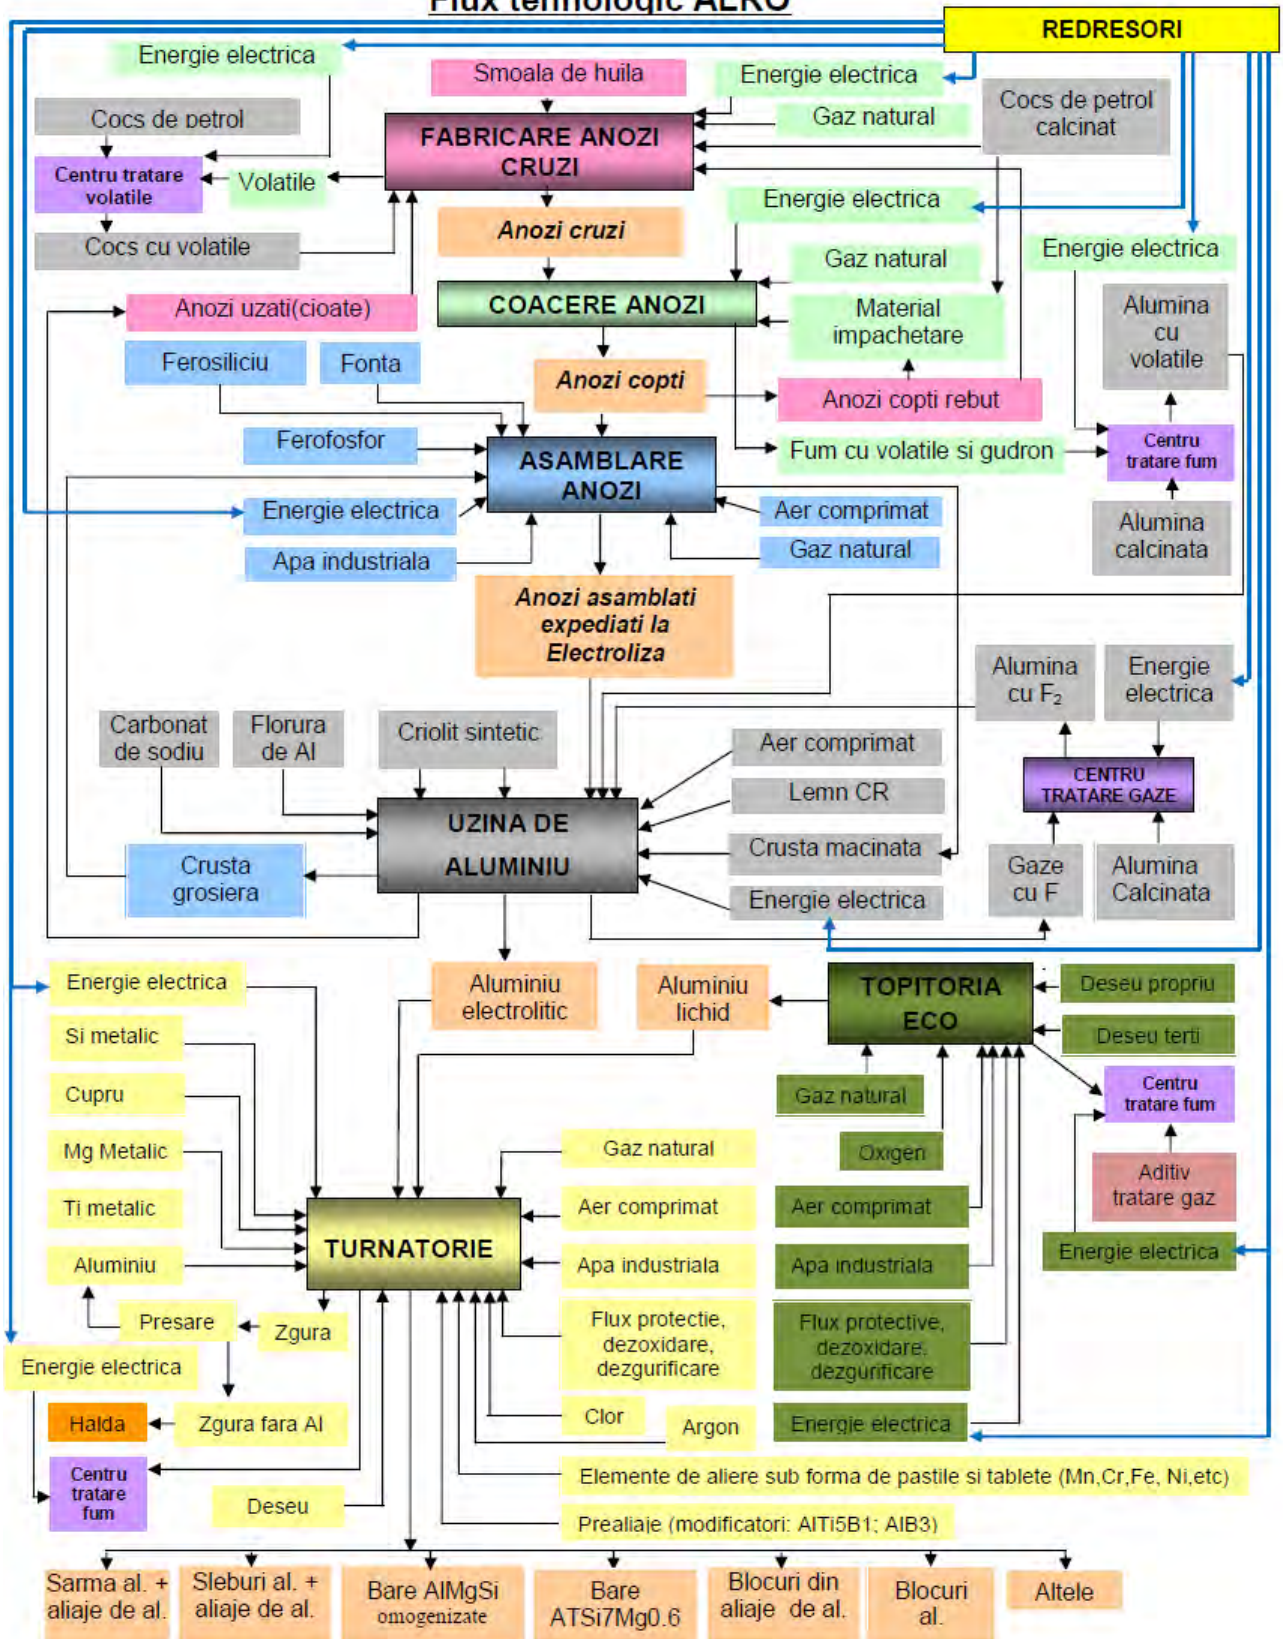 Flux tehnologic ALRO
REDRESORI
Energie electrica
Smoala de huila
Energie electrica
Cocs de petrol
calcinat
Cocs de petrol
Gaz natural
FABRICARE ANOZI
CRUZI
Centru tratare
volatile
Volatile
Energie electrica
Anozi cruzi
Cocs cu volatile
Energie electrica
Gaz natural
COACERE ANOZI
Anozi uzati(cioate)
Material
impachetare
Alumina
cu
volatile
Ferosiliciu
Fonta
Anozi copti
Anozi copti rebut
Ferofosfor
ASAMBLARE
ANOZI
Fum cu volatile si gudron
Centru
tratare fum
Energie electrica
Aer comprimat
Alumina
calcinata
Apa industriala
Gaz natural
Anozi asamblati
expediati la
Electroliza
Alumina
cu F₂
Energie
electrica
Carbonat
de sodiu
Florura
de Al
Criolit sintetic
Aer comprimat
CENTRU
TRATARE GAZE
Lemn CR
UZINA DE
ALUMINIU
Crusta macinata
Crusta
grosiera
Gaze
cu F
Alumina
Calcinata
Energie electrica
Energie electrica
Aluminiu
electrolitic
Aluminiu
lichid
TOPITORIA
ECO
Deseu propriu
Si metalic
Deseu terti
Cupru
Gaz natural
Centru
tratare fum
Mg Metalic
Gaz natural
Oxigen
Aditiv
tratare gaz
Ti metalic
Aer comprimat
Aer comprimat
TURNATORIE
Energie electrica
Aluminiu
Apa industriala
Apa industriala
Presare
Zgura
Flux protectie,
dezoxidare,
dezgurificare
Flux protective,
dezoxidare,
dezgurificare
Energie electrica
Halda
Zgura fara Al
Clor
Argon
Energie electrica
Centru
tratare
fum
Elemente de aliere sub forma de pastile si tablete (Mn,Cr,Fe, Ni,etc)
Deseu
Prealiaje (modificatori: AlTi5B1; AlB3)
Sarma al. +
aliaje de al.
Sleburi al. +
aliaje de al.
Bare AlMgSi
omogenizate
Bare
ATSi7Mg0.6
Blocuri din
aliaje de al.
Blocuri
al.
Altele